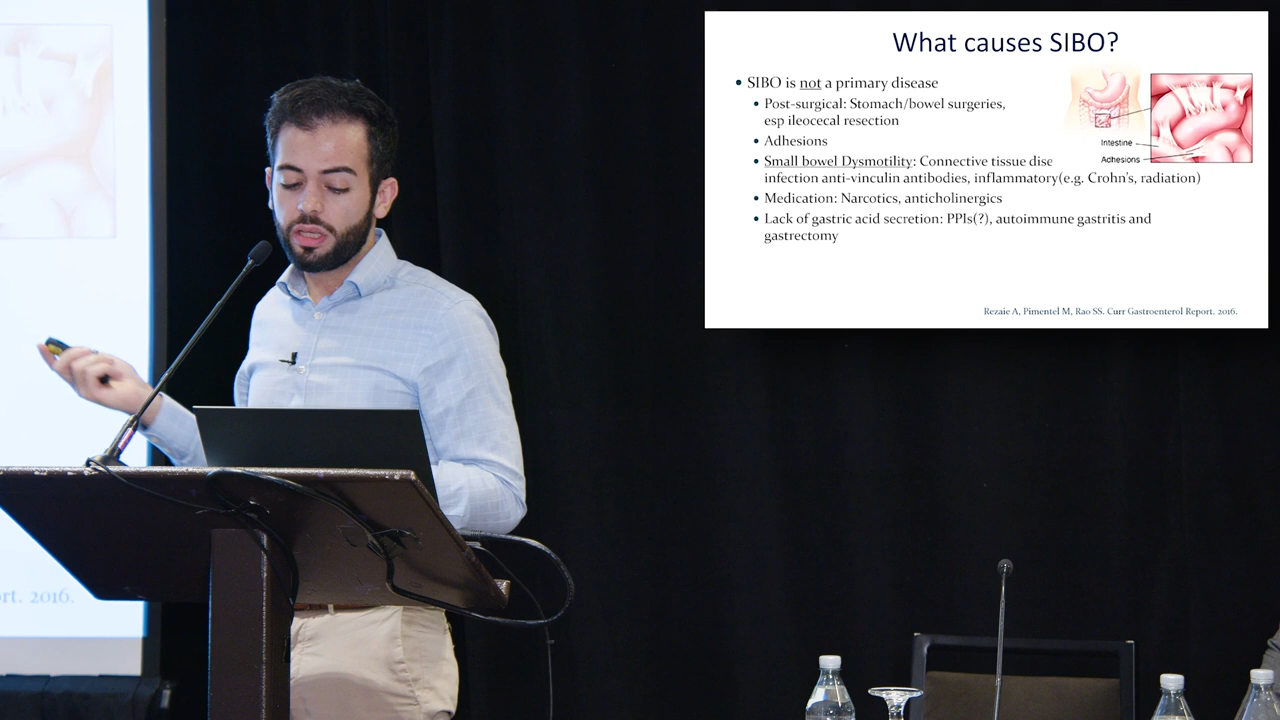 What causes SIBO?
• SIBO is not a primary disease
• Post-surgical: Stomach/bowel surgeries,
esp ileocecal resection
• Adhesions
• Small bowel Dysmotility: Connective tissue dise
infection anti-vinculin antibodies, inflammatory(e.g. Crohn's, radiation)
• Medication: Narcotics, anticholinergics
• Lack of gastric acid secretion: PPIs(?), autoimmune gastritis and
gastrectomy
Intestine
Adhesions
Rezaie A, Pimentel M, Rao SS. Curr Gastroenterol Report. 2016.
rt. 2016.